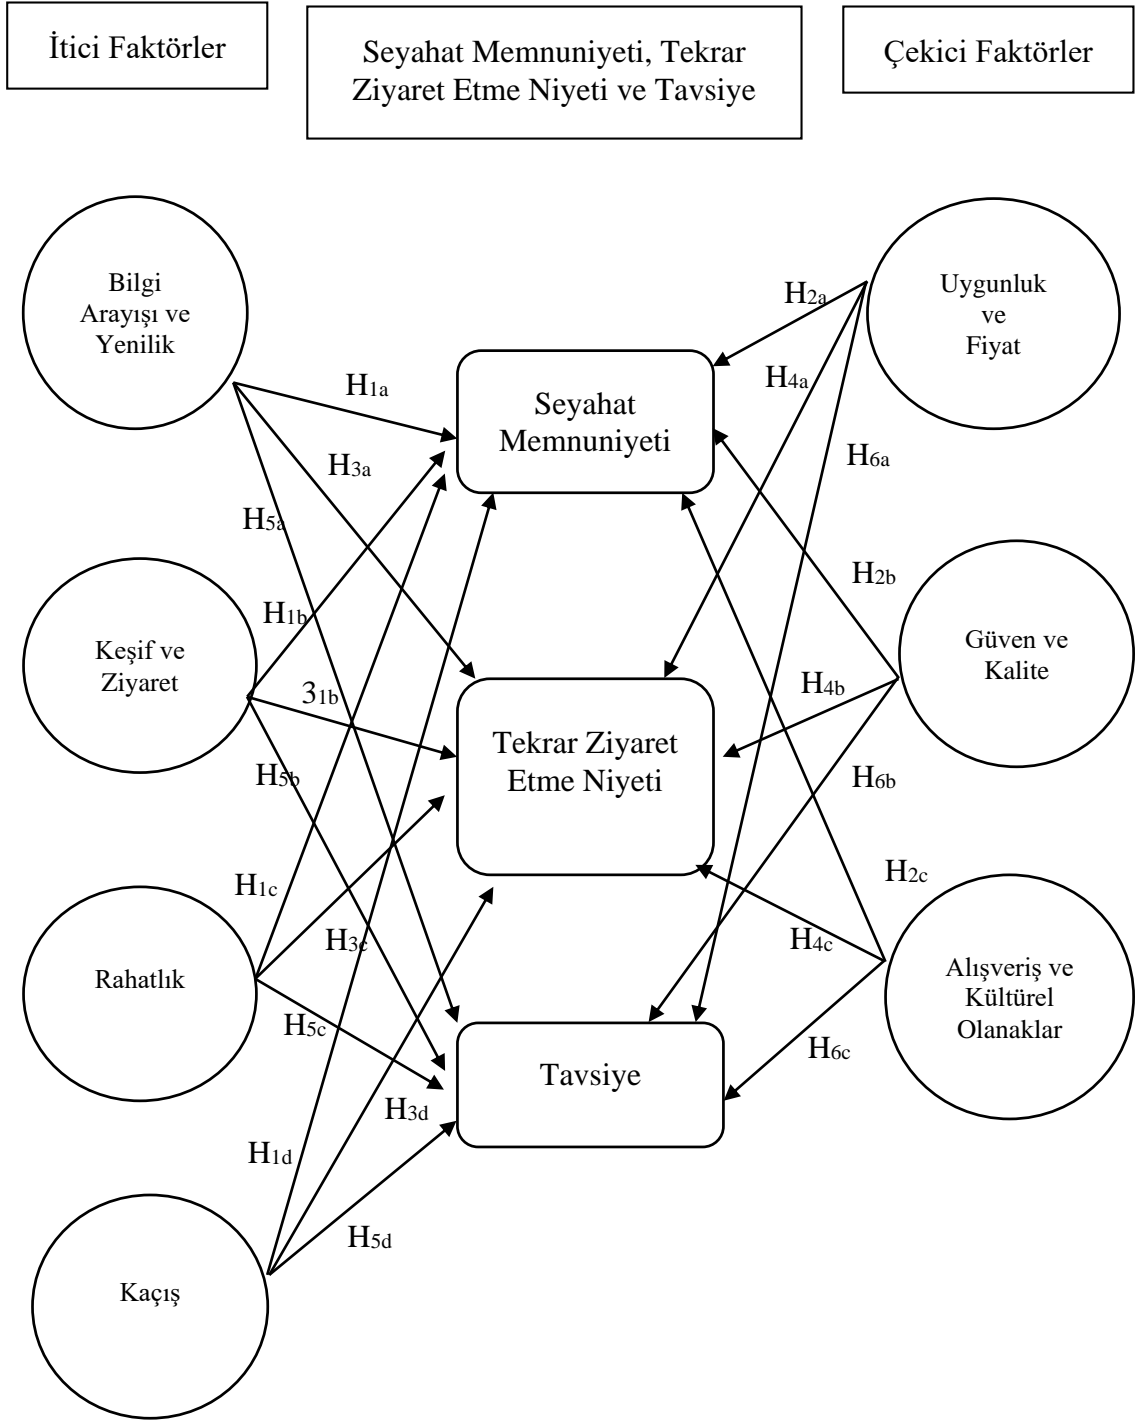 İtici Faktörler
Seyahat Memnuniyeti, Tekrar
Ziyaret Etme Niyeti ve Tavsiye
Çekici Faktörler
Bilgi
Arayışı ve
Yenilik
Uygunluk
ve
Fiyat
H2a
H1a
H4a
Seyahat
Memnuniyeti
H3a
H6a
H5a
H2b
H1b
Keşif ve
Ziyaret
Güven ve
Kalite
31b
H4b
Tekrar Ziyaret
Etme Niyeti
H5b
H6b
H1c
H2c
H3c
H4c
Rahatlık
Alışveriş ve
Kültürel
Olanaklar
H5c
H6c
Tavsiye
H3d
H1d
H5d
Kaçış